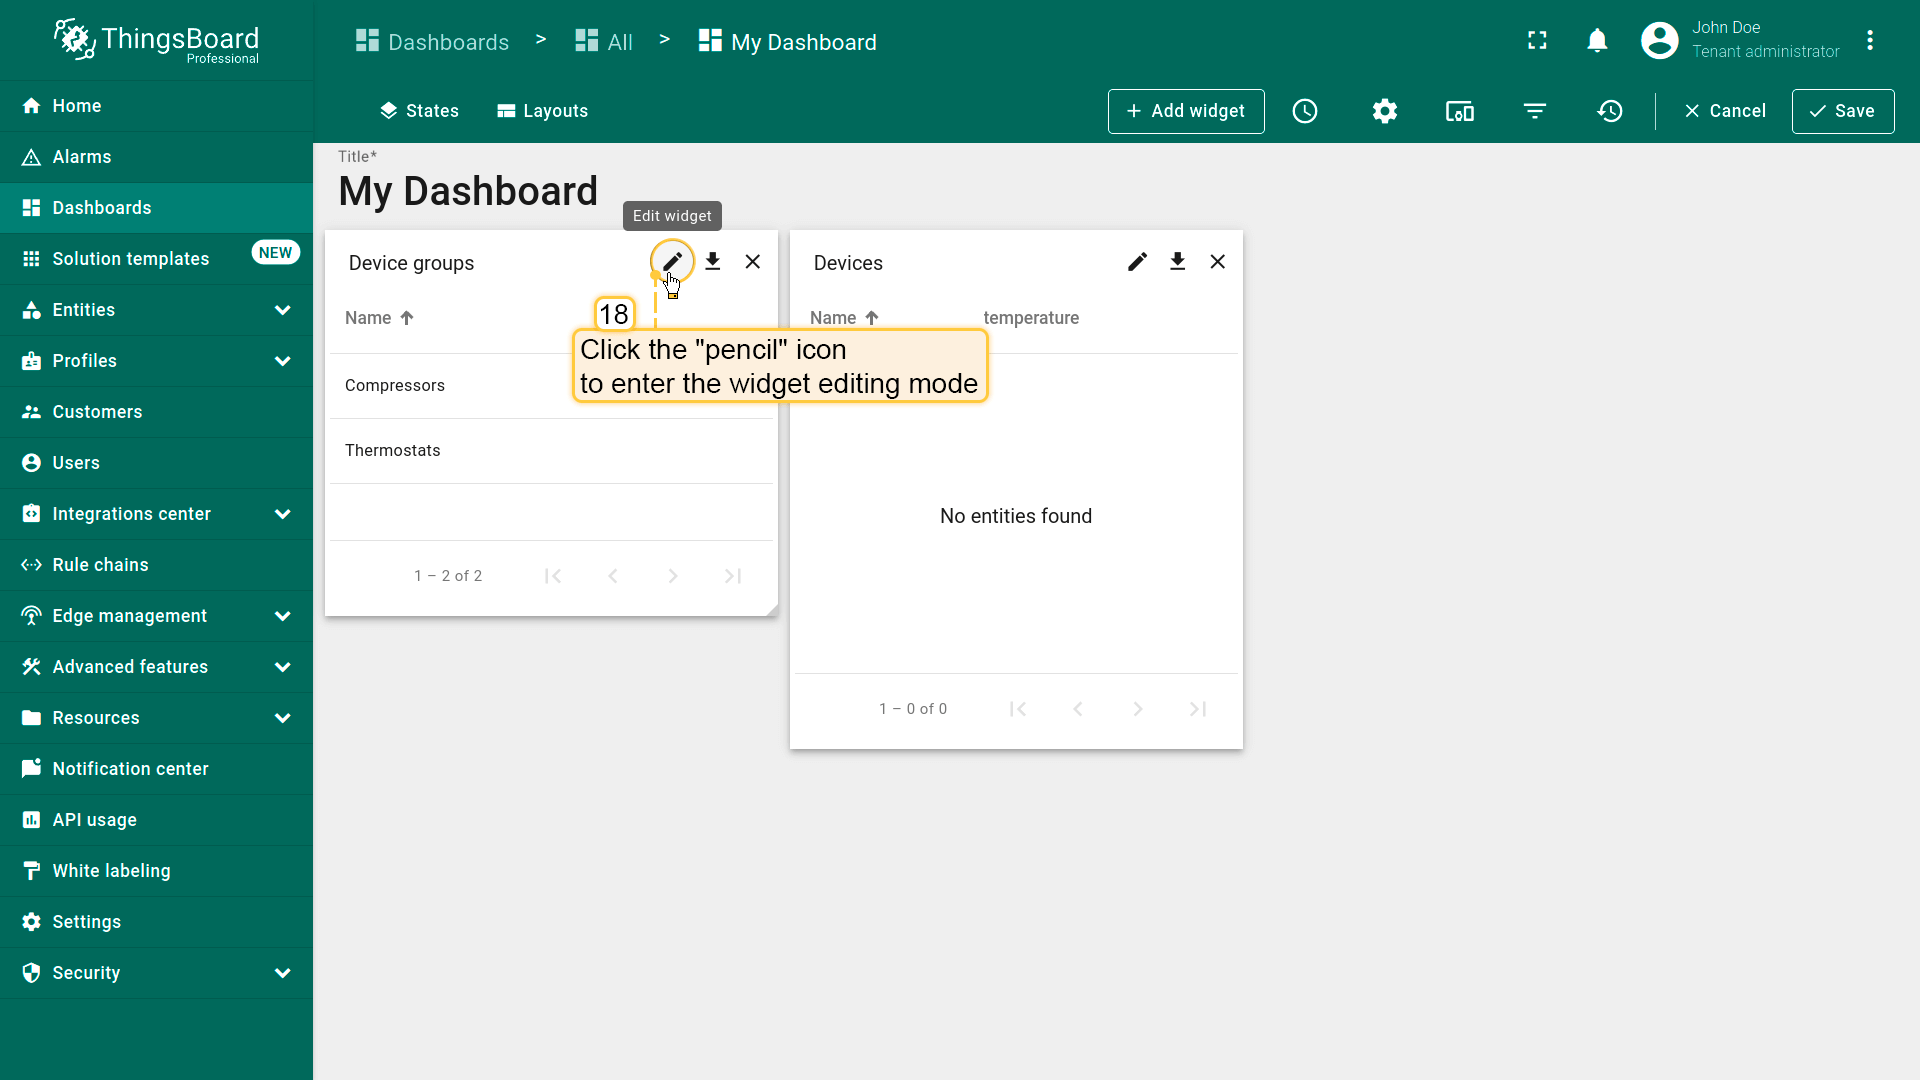 ThingsBoard
Professional
Home
Alarms
Dashboards
Solution templates NEW
Entities
Profiles
Customers
Users
Integrations center
Rule chains
Edge management
Advanced features
Resources
Notification center
API usage
White labeling
Settings
Security
Dashboards > All > My Dashboard
John Doe
Tenant administrator
States Layouts
+ Add widget Cancel Save
Title*
My Dashboard
Edit widget
Device groups
Name
Compressors
Thermostats
1 – 2 of 2
18
Click the "pencil" icon
to enter the widget editing mode
Devices
Name temperature
No entities found
1 – 0 of 0